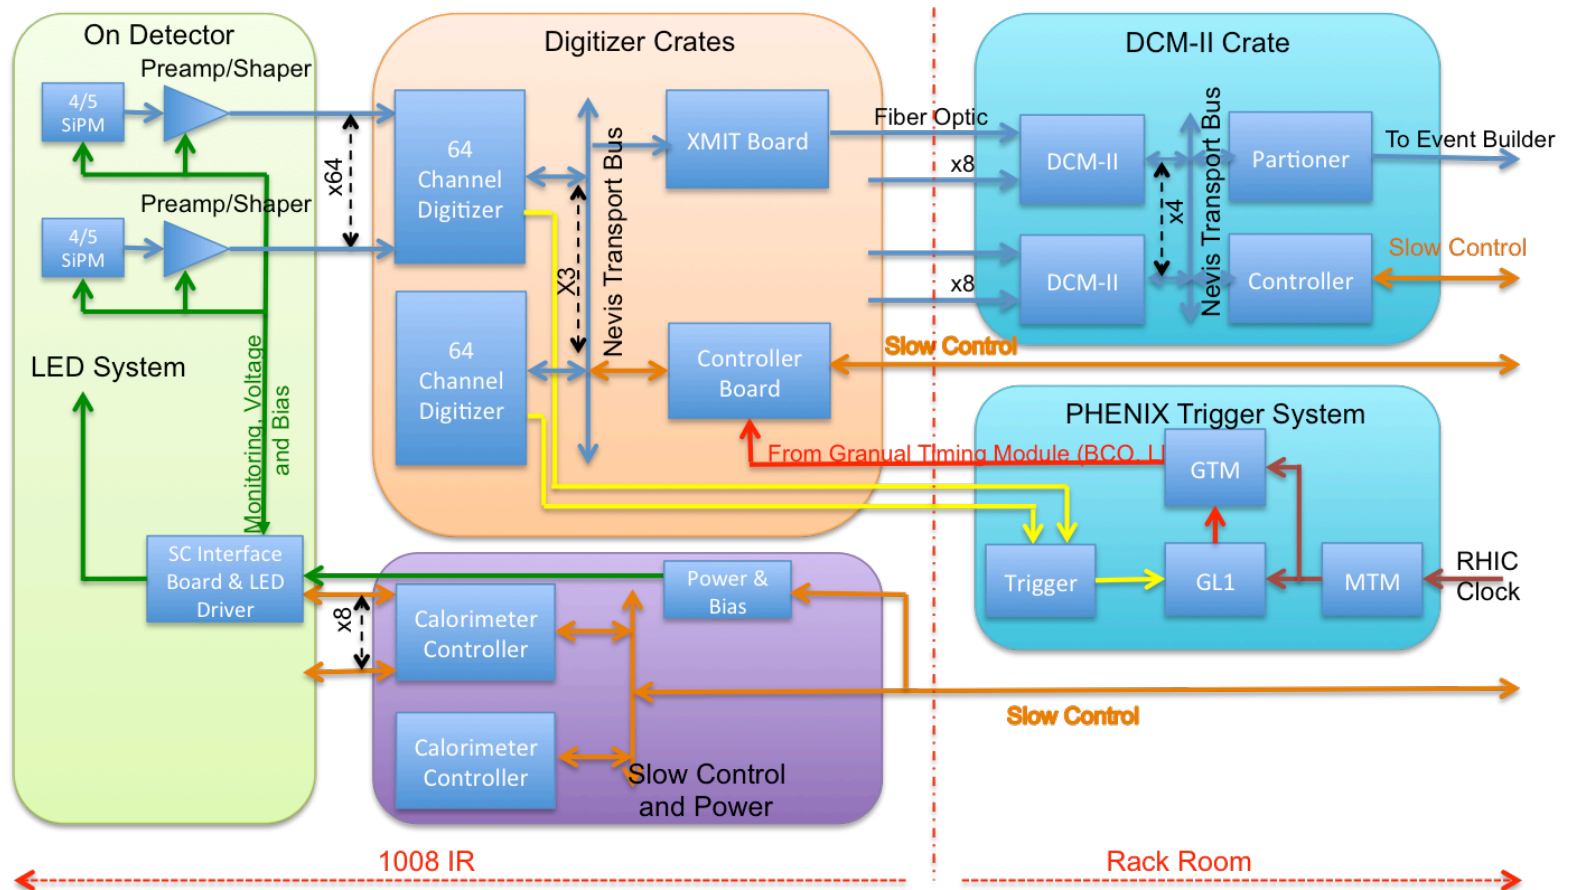 On Detector
Preamp/Shaper
4/5
SiPM
x64
Preamp/Shaper
4/5
SiPM
LED System
Monitoring, Voltage
and Bias
SC Interface
Board & LED
Driver
Digitizer Crates
64
Channel
Digitizer
64
Channel
Digitizer
X3
Nevis Transport Bus
XMIT Board
Controller
Board
Fiber Optic
x8
x8
Slow Control
DCM-II Crate
DCM-II
DCM-II
x4
Nevis Transport Bus
Partioner
Controller
To Event Builder
Slow Control
From Granual Timing Module (BCO,
PHENIX Trigger System
GTM
Trigger
GL1
MTM
RHIC
Clock
x8
Calorimeter
Controller
Calorimeter
Controller
Power &
Bias
Slow Control
and Power
Slow Control
1008 IR
Rack Room